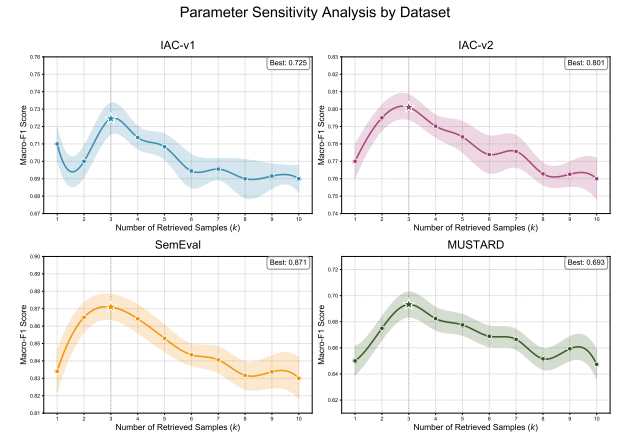 Parameter Sensitivity Analysis by Dataset
IAC-v1
Best: 0.725
Macro-F1 Score
0.76
0.75
0.74
0.73
0.72
0.71
0.70
0.69
0.68
0.67
1 2 3 4 5 6 7 8 9 10
Number of Retrieved Samples (k)
IAC-v2
Best: 0.801
Macro-F1 Score
0.83
0.82
0.81
0.80
0.79
0.78
0.77
0.76
0.75
0.74
1 2 3 4 5 6 7 8 9 10
Number of Retrieved Samples (k)
SemEval
Best: 0.871
Macro-F1 Score
0.90
0.89
0.88
0.87
0.86
0.85
0.84
0.83
0.82
0.81
1 2 3 4 5 6 7 8 9 10
Number of Retrieved Samples (k)
MUSTARD
Best: 0.693
Macro-F1 Score
0.72
0.70
0.68
0.66
0.64
0.62
1 2 3 4 5 6 7 8 9 10
Number of Retrieved Samples (k)